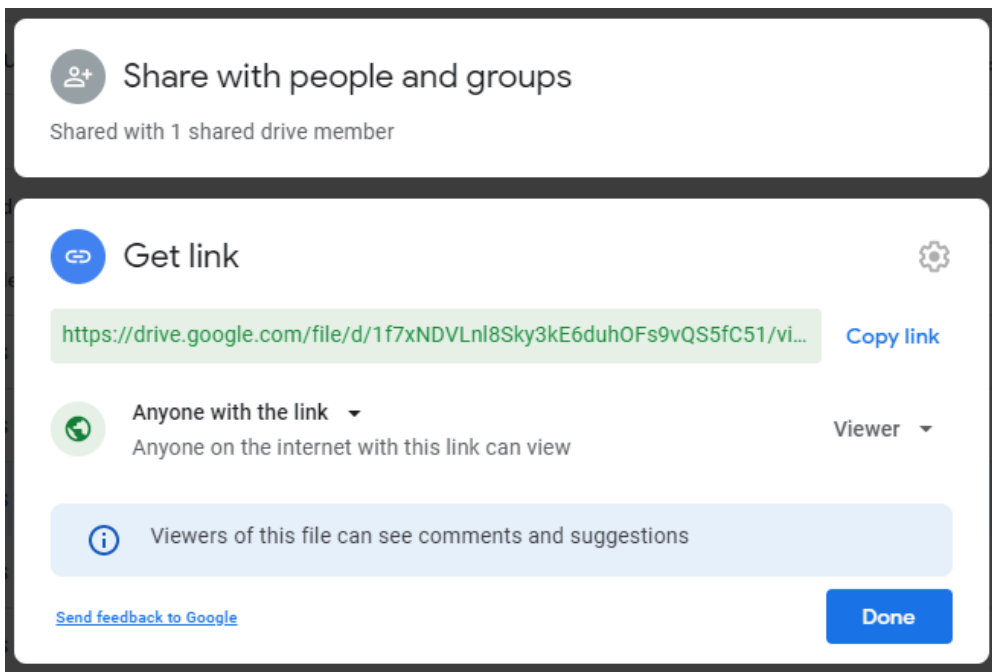 Share with people and groups
Shared with 1 shared drive member
Get link
https://drive.google.com/file/d/1f7xNDVLnl8Sky3kE6duhOFs9vQS5fC51/vi...
Copy link
Anyone with the link
Anyone on the internet with this link can view
Viewer
Viewers of this file can see comments and suggestions
Send feedback to Google
Done